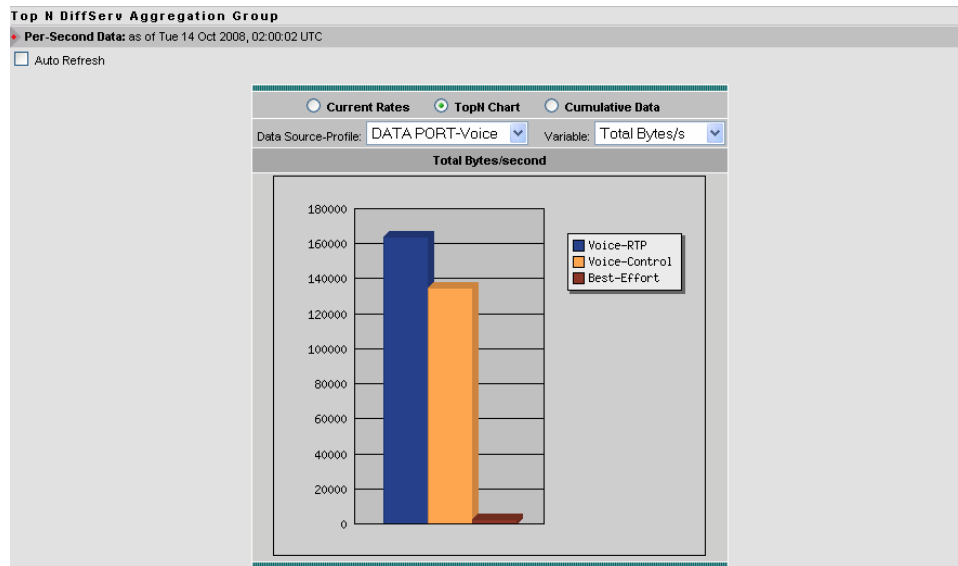 Top N DiffServ Aggregation Group
Per-Second Data: as of Tue 14 Oct 2008, 02:00:02 UTC
Auto Refresh
Current Rates TopN Chart Cumulative Data
Data Source-Profile: DATA PORT-Voice Variable: Total Bytes/s
Total Bytes/second
180000
160000
140000
120000
100000
80000
60000
40000
20000
0
Voice-RTP
Voice-Control
Best-Effort